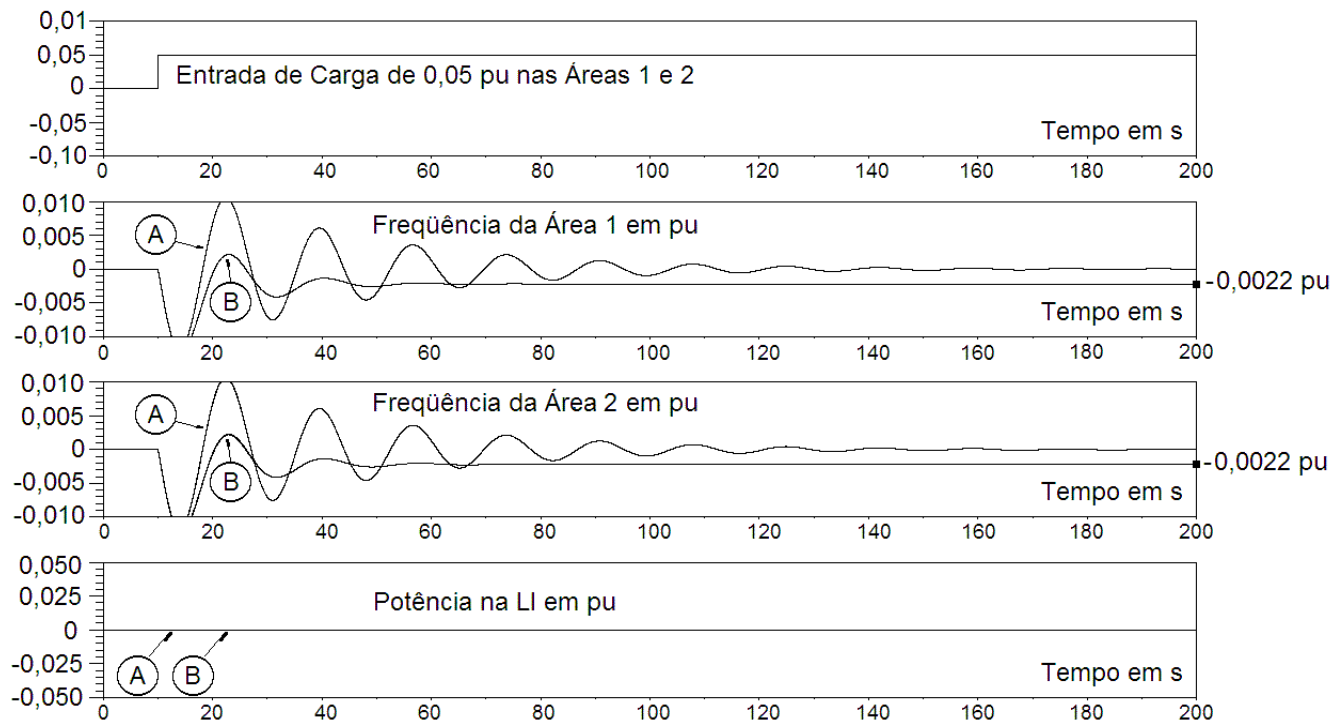 0,01
0,05
0
-0,05
-0,10
Entrada de Carga de 0,05 pu nas Áreas 1 e 2
Tempo em s
0 20 40 60 80 100 120 140 160 180 200
0,010
0,005
0
-0,005
-0,010
A
B
Freqüência da Área 1 em pu
-0,0022 pu
Tempo em s
0 20 40 60 80 100 120 140 160 180 200
0,010
0,005
0
-0,005
-0,010
A
B
Freqüência da Área 2 em pu
-0,0022 pu
Tempo em s
0 20 40 60 80 100 120 140 160 180 200
0,050
0,025
0
-0,025
-0,050
Potência na LI em pu
A B
Tempo em s
0 20 40 60 80 100 120 140 160 180 200